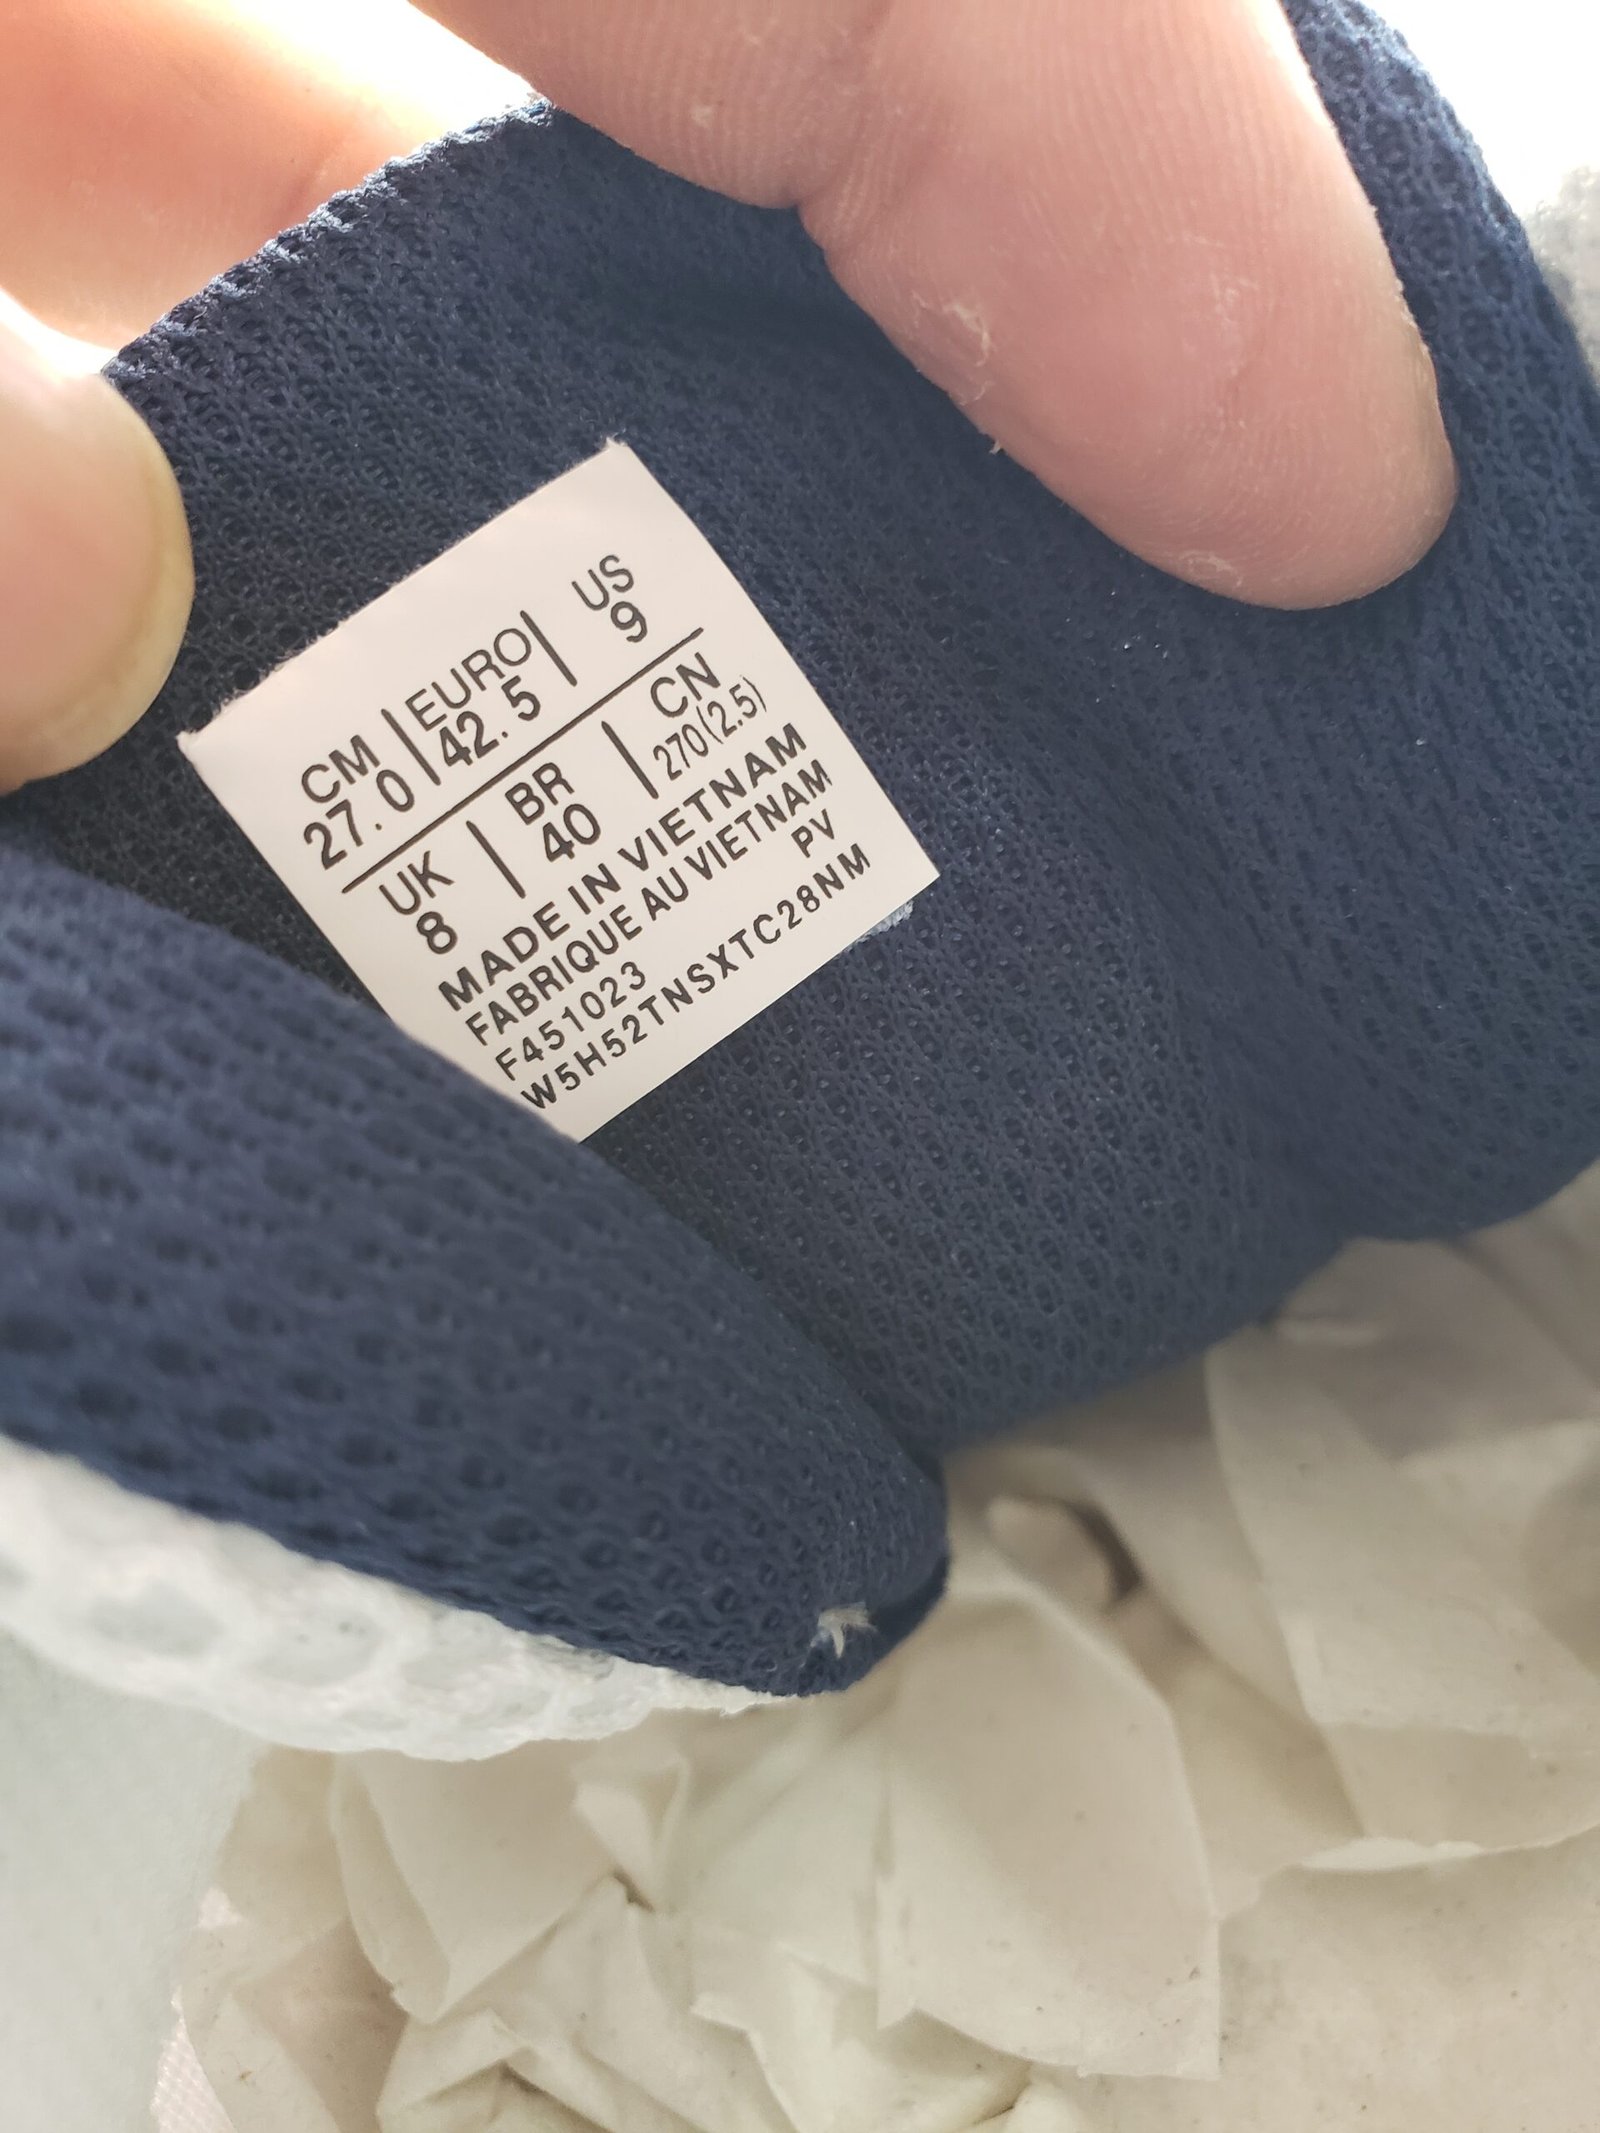 CM | EURO | US
27.0 | 42.5 | 9
UK | BR | CN
8 | 40 | 270(2.5)
MADE IN VIETNAM
FABRIQUE AU VIETNAM
F451023 PV
W5H52TNSXTC28NM